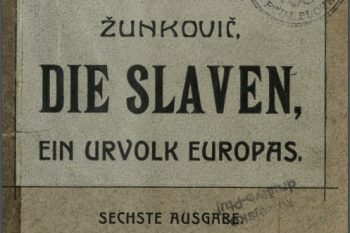 ŽUNKOVIČ,
DIE SLAVEN,
EIN URVOLK EUROPAS.
SECHSTE AUSGABE.